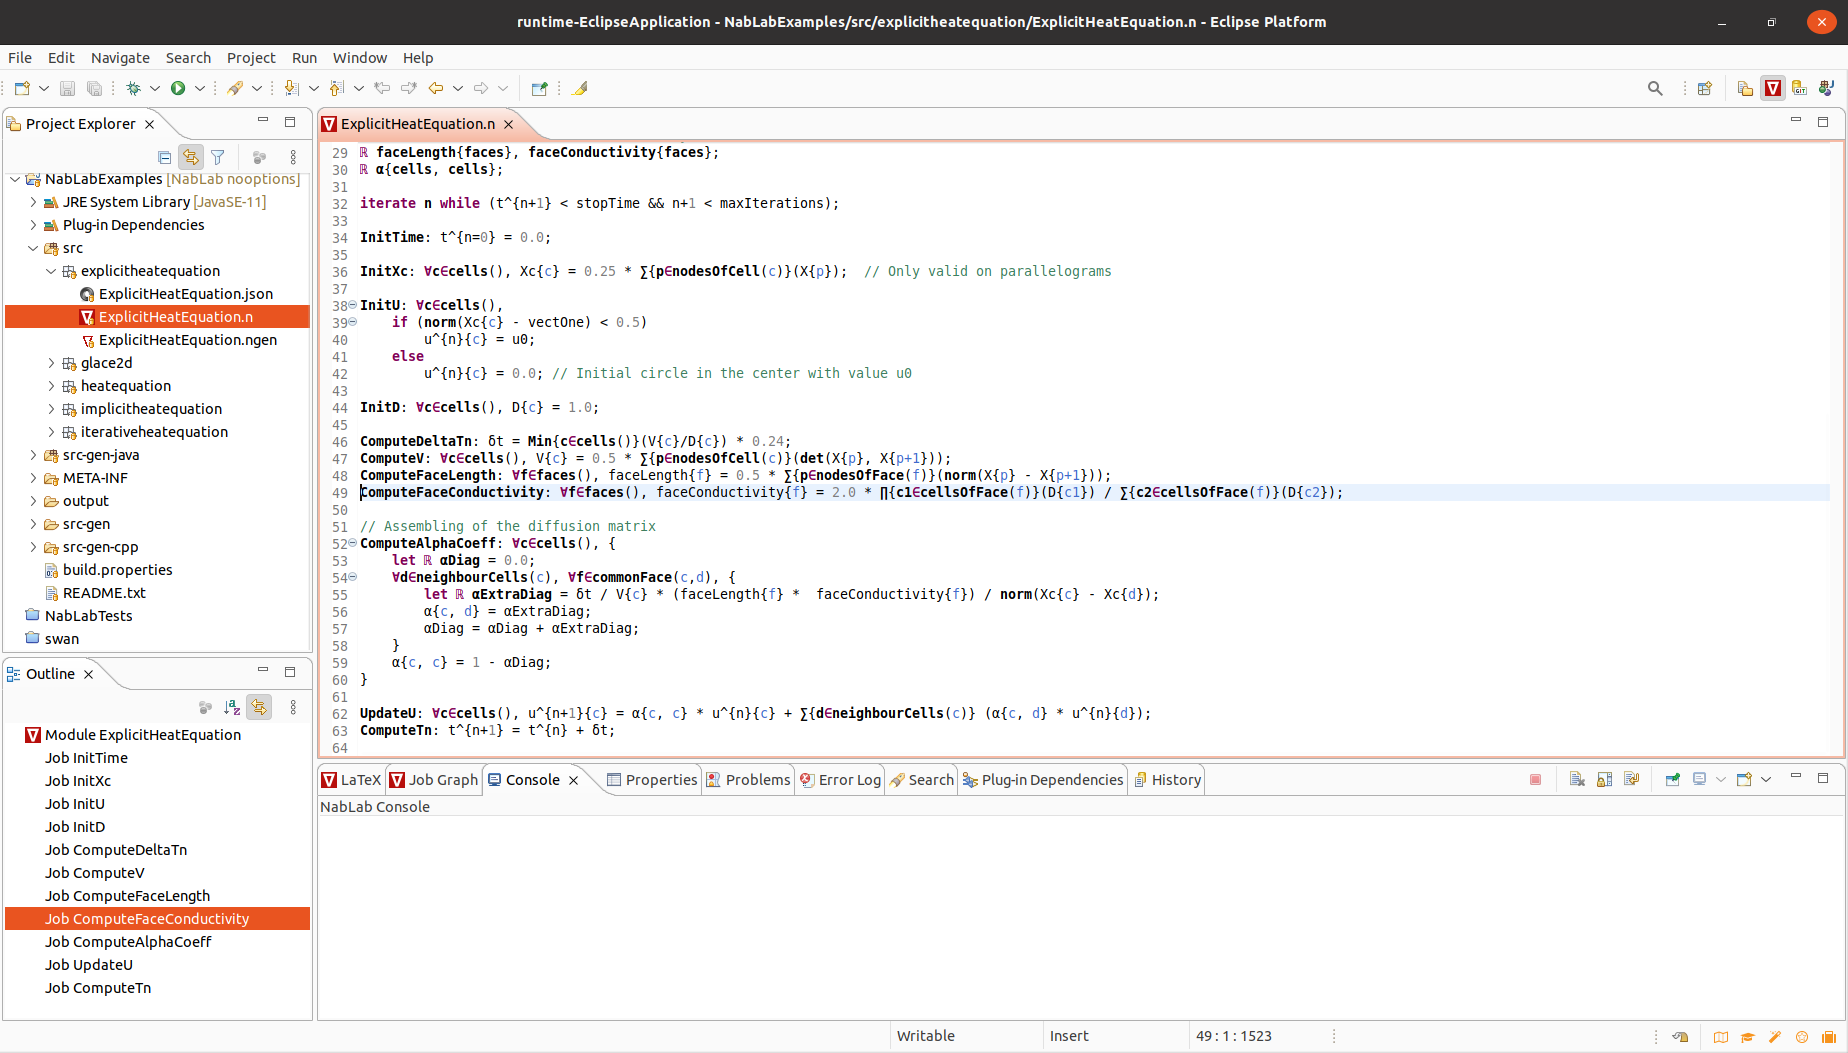 runtime-EclipseApplication - NabLabExamples/src/explicitheatequation/ExplicitHeatEquation.n - Eclipse Platform
File Edit Navigate Search Project Run Window Help
Project Explorer
NabLabExamples [NabLab nooptions]
JRE System Library [JavaSE-11]
Plug-in Dependencies
src
explicitheatequation
ExplicitHeatEquation.json
ExplicitHeatEquation.n
ExplicitHeatEquation.ngen
glace2d
heatequation
implicitheatequation
iterativeheatequation
src-gen-java
META-INF
output
src-gen
src-gen-cpp
build.properties
README.txt
NabLabTests
swan
Outline
Module ExplicitHeatEquation
Job InitTime
Job InitXc
Job InitU
Job InitD
Job ComputeDeltaTn
Job ComputeV
Job ComputeFaceLength
Job ComputeFaceConductivity
Job ComputeAlphaCoeff
Job UpdateU
Job ComputeTn
ExplicitHeatEquation.n
29 ℝ faceLength{faces}, faceConductivity{faces};
30 ℝ α{cells, cells};
31
32 iterate n while (t^{n+1} < stopTime && n+1 < maxIterations);
33
34 InitTime: t^{n=0} = 0.0;
35
36 InitXc: ∀c∈cells(), Xc{c} = 0.25 * ∑{p∈nodesOfCell(c)}(X{p});  // Only valid on parallelograms
37
38 InitU: ∀c∈cells(),
39     if (norm(Xc{c} - vectOne) < 0.5)
40         u^{n}{c} = u0;
41     else
42         u^{n}{c} = 0.0; // Initial circle in the center with value u0
43
44 InitD: ∀c∈cells(), D{c} = 1.0;
45
46 ComputeDeltaTn: δt = Min{c∈cells()}(V{c}/D{c}) * 0.24;
47 ComputeV: ∀c∈cells(), V{c} = 0.5 * ∑{p∈nodesOfCell(c)}(det(X{p}, X{p+1}));
48 ComputeFaceLength: ∀f∈faces(), faceLength{f} = 0.5 * ∑{p∈nodesOfFace(f)}(norm(X{p} - X{p+1}));
49 ComputeFaceConductivity: ∀f∈faces(), faceConductivity{f} = 2.0 * ∏{c1∈cellsOfFace(f)}(D{c1}) / ∑{c2∈cellsOfFace(f)}(D{c2});
50
51 // Assembling of the diffusion matrix
52 ComputeAlphaCoeff: ∀c∈cells(), {
53     let ℝ αDiag = 0.0;
54     ∀d∈neighbourCells(c), ∀f∈commonFace(c,d), {
55         let ℝ αExtraDiag = δt / V{c} * (faceLength{f} *  faceConductivity{f}) / norm(Xc{c} - Xc{d});
56         α{c, d} = αExtraDiag;
57         αDiag = αDiag + αExtraDiag;
58     }
59     α{c, c} = 1 - αDiag;
60 }
61
62 UpdateU: ∀c∈cells(), u^{n+1}{c} = α{c, c} * u^{n}{c} + ∑{d∈neighbourCells(c)} (α{c, d} * u^{n}{d});
63 ComputeTn: t^{n+1} = t^{n} + δt;
64
LaTeX Job Graph Console Properties Problems Error Log Search Plug-in Dependencies History
NabLab Console
Writable Insert 49 : 1 : 1523